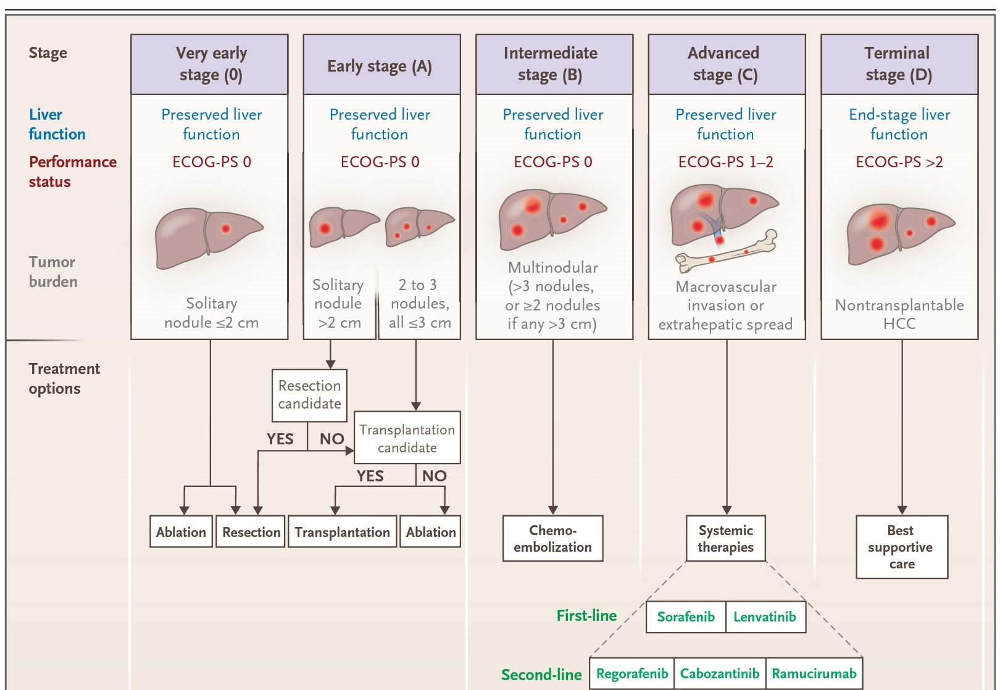 Stage
Very early
stage (0)
Early stage (A)
Intermediate
stage (B)
Advanced
stage (C)
Terminal
stage (D)
Liver
function
Preserved liver
function
Preserved liver
function
Preserved liver
function
Preserved liver
function
End-stage liver
function
Performance
status
ECOG-PS 0
ECOG-PS 0
ECOG-PS 0
ECOG-PS 1–2
ECOG-PS >2
Tumor
burden
Solitary
nodule ≤2 cm
Solitary
nodule
>2 cm
2 to 3
nodules,
all ≤3 cm
Multinodular
(>3 nodules,
or ≥2 nodules
if any >3 cm)
Macrovascular
invasion or
extrahepatic spread
Nontransplantable
HCC
Treatment
options
Resection
candidate
YES
NO
Transplantation
candidate
YES
NO
Ablation
Resection
Transplantation
Ablation
Chemo-
embolization
Systemic
therapies
Best
supportive
care
First-line
Sorafenib
Lenvatinib
Second-line
Regorafenib
Cabozantinib
Ramucirumab